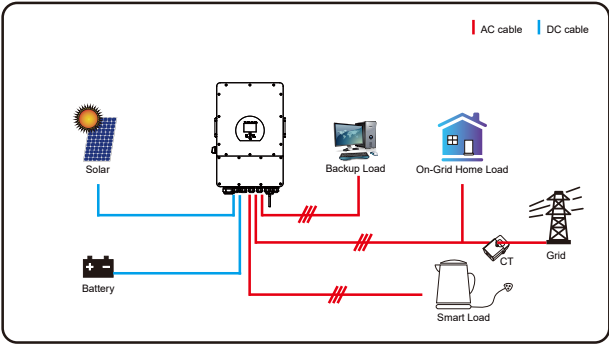 AC cable
DC cable
Solar
Backup Load
On-Grid Home Load
CT
Grid
Battery
Smart Load